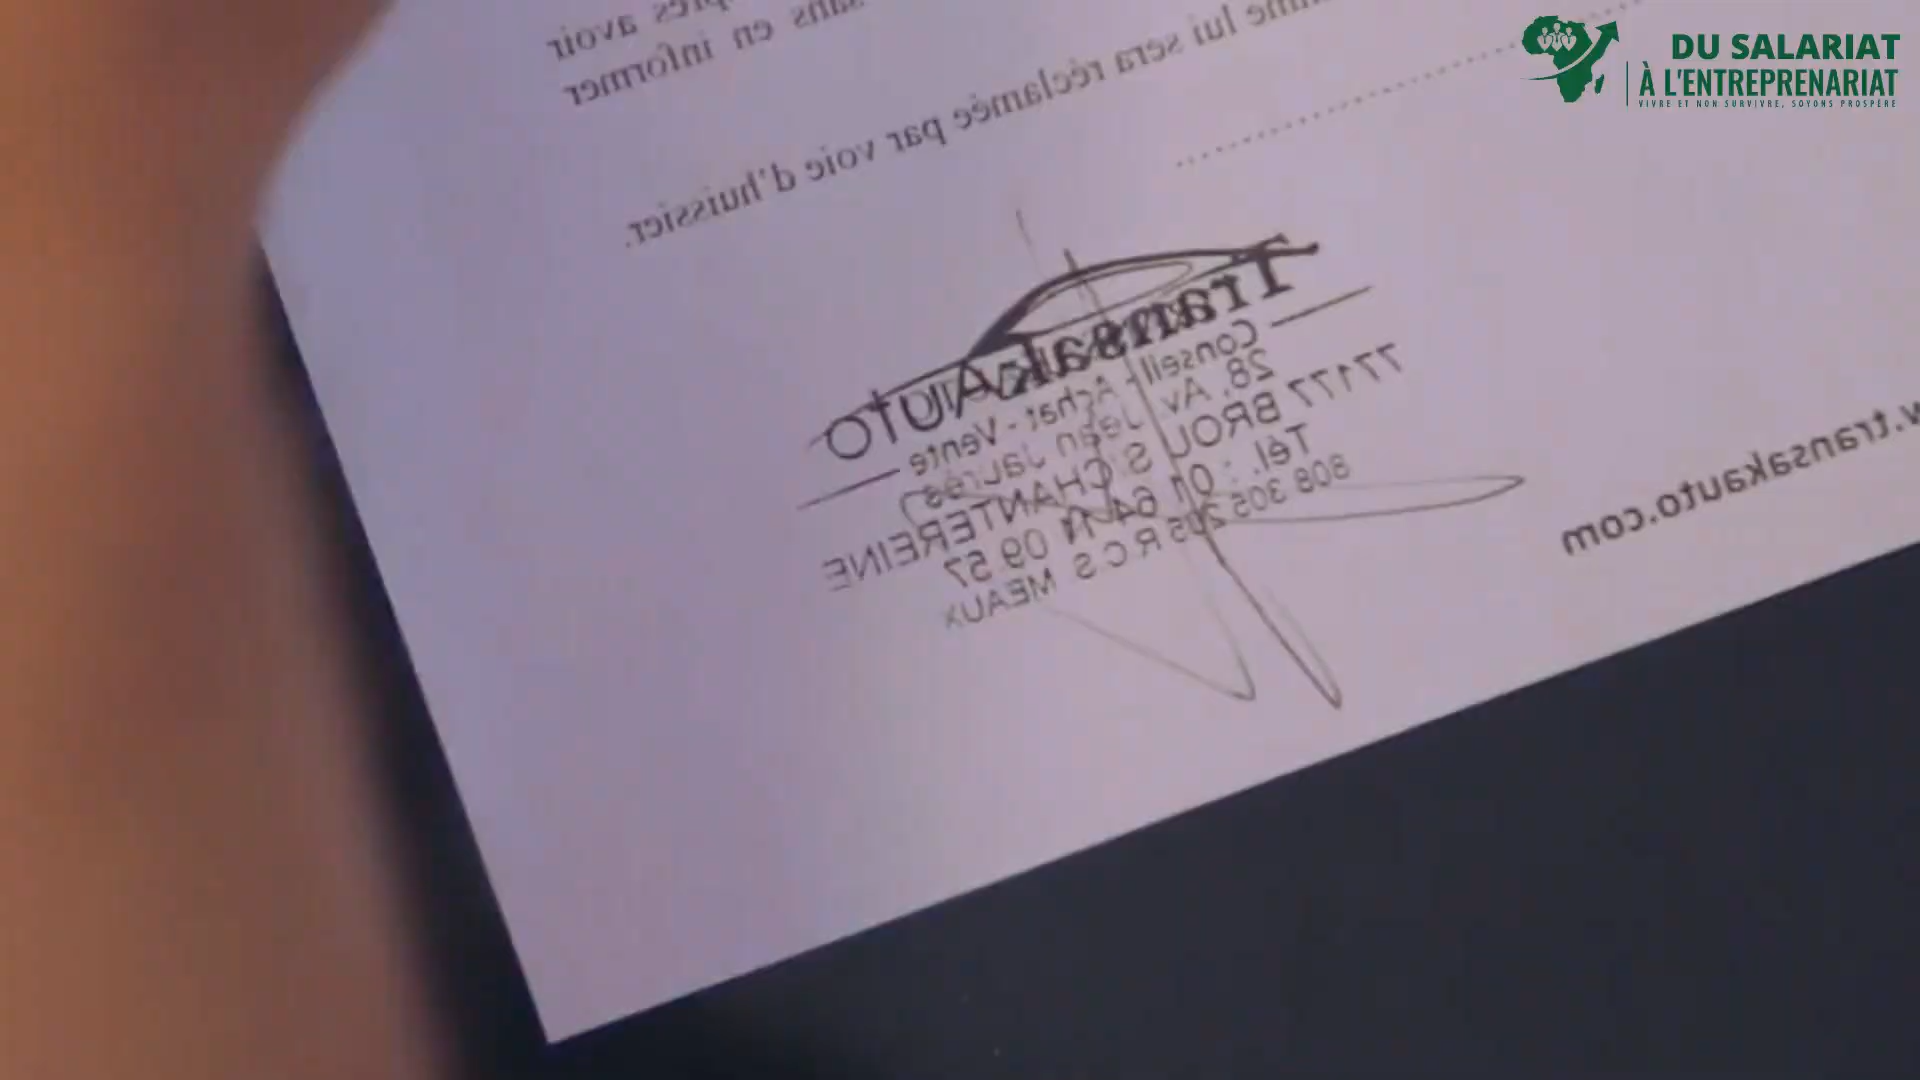 DU SALARIAT
À L'ENTREPRENARIAT
VIVRE ET NON SURVIVRE, SOYONS PROSPÈRE
après avoir
sans en informer
lui sera réclamée par voie d'huissier.
TransakAuto
Conseil - Achat - Vente
28, Av. Jean Jaurès
77177 BROU S/CHANTEREINE
Tél. : 01 64 11 09 57
808 305 205 R.C.S MEAUX
.transakauto.com